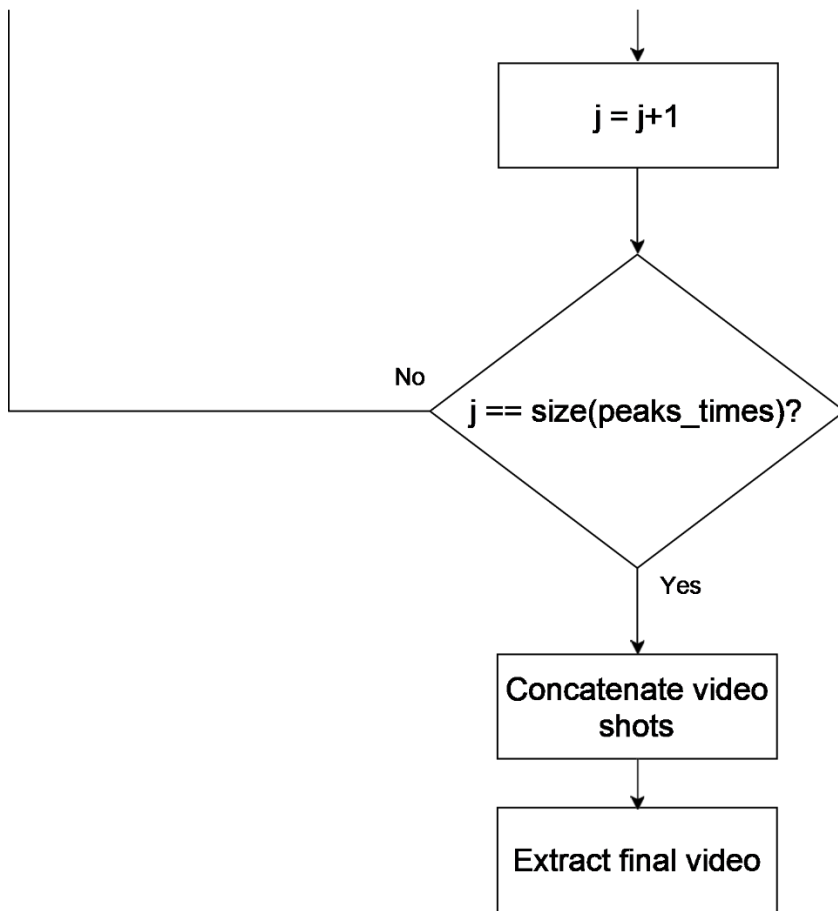 j = j+1
No
j == size(peaks_times)?
Yes
Concatenate video
shots
Extract final video